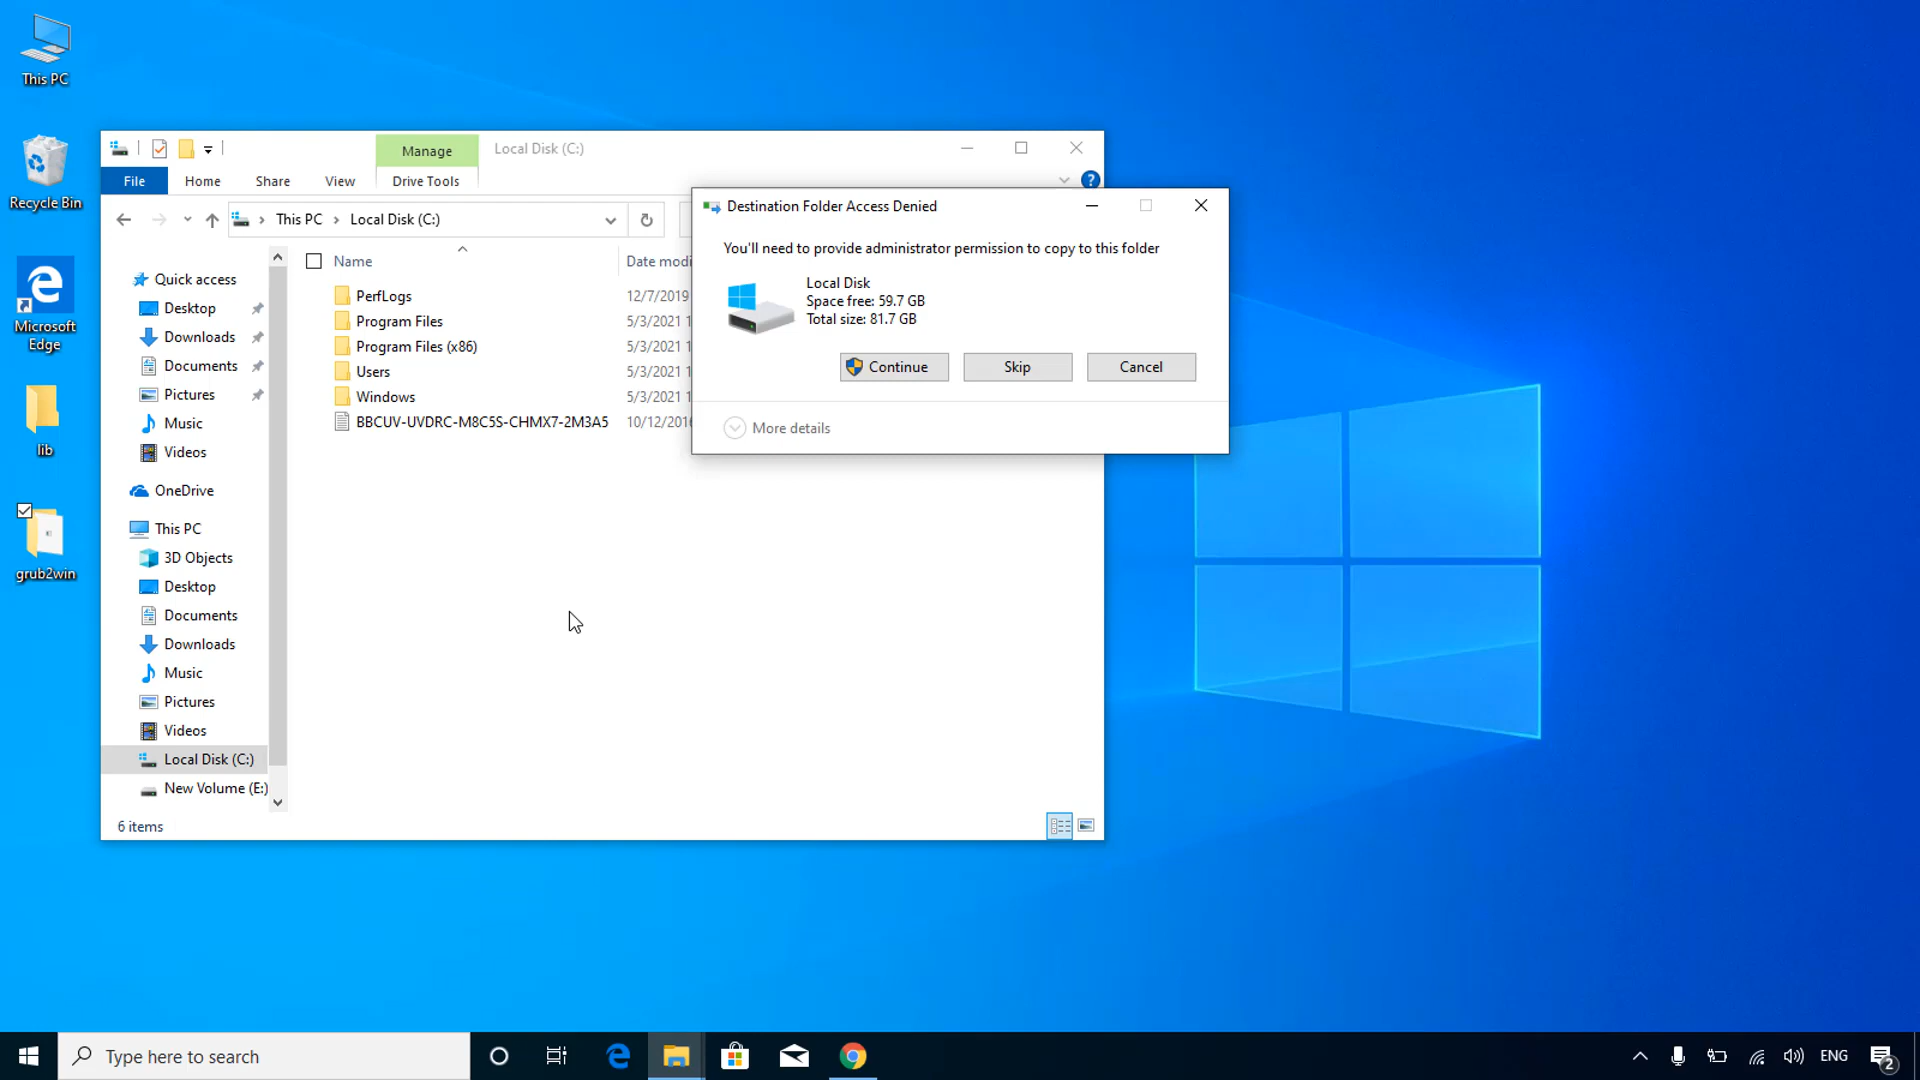 This PC
Recycle Bin
Microsoft
Edge
lib
grub2win
Manage
Local Disk (C:)
File
Home
Share
View
Drive Tools
?
This PC
Local Disk (C:)
Name
Date modi
Quick access
Desktop
Downloads
Documents
Pictures
Music
Videos
OneDrive
This PC
3D Objects
Desktop
Documents
Downloads
Music
Pictures
Videos
Local Disk (C:)
New Volume (E:)
PerfLogs
12/7/2019
Program Files
5/3/2021 1
Program Files (x86)
5/3/2021 1
Users
5/3/2021 1
Windows
5/3/2021 1
BBCUV-UVDRC-M8C5S-CHMX7-2M3A5
10/12/2016
6 items
Destination Folder Access Denied
You'll need to provide administrator permission to copy to this folder
Local Disk
Space free: 59.7 GB
Total size: 81.7 GB
Continue
Skip
Cancel
More details
Type here to search
ENG
2